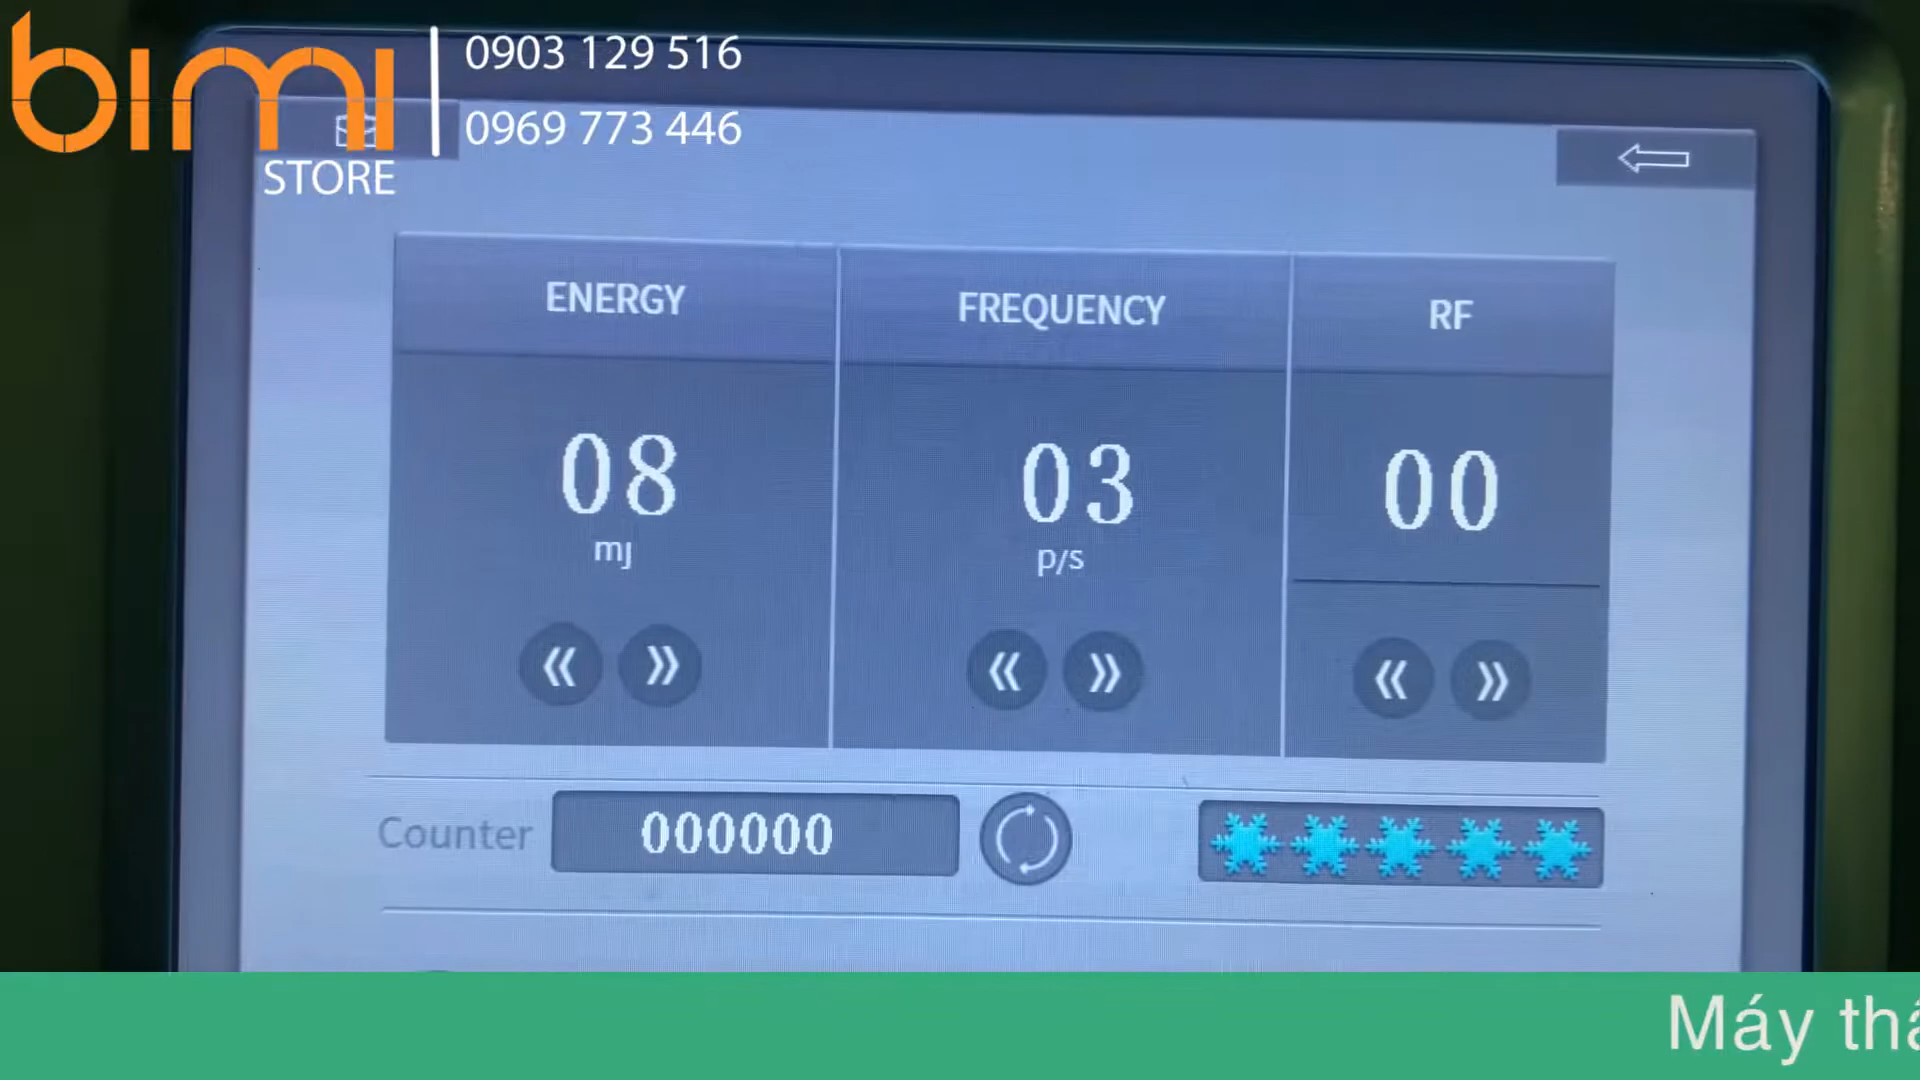 bimi
STORE
0903 129 516
0969 773 446
ENERGY
FREQUENCY
RF
08
03
00
mJ
p/s
Counter
000000
Máy